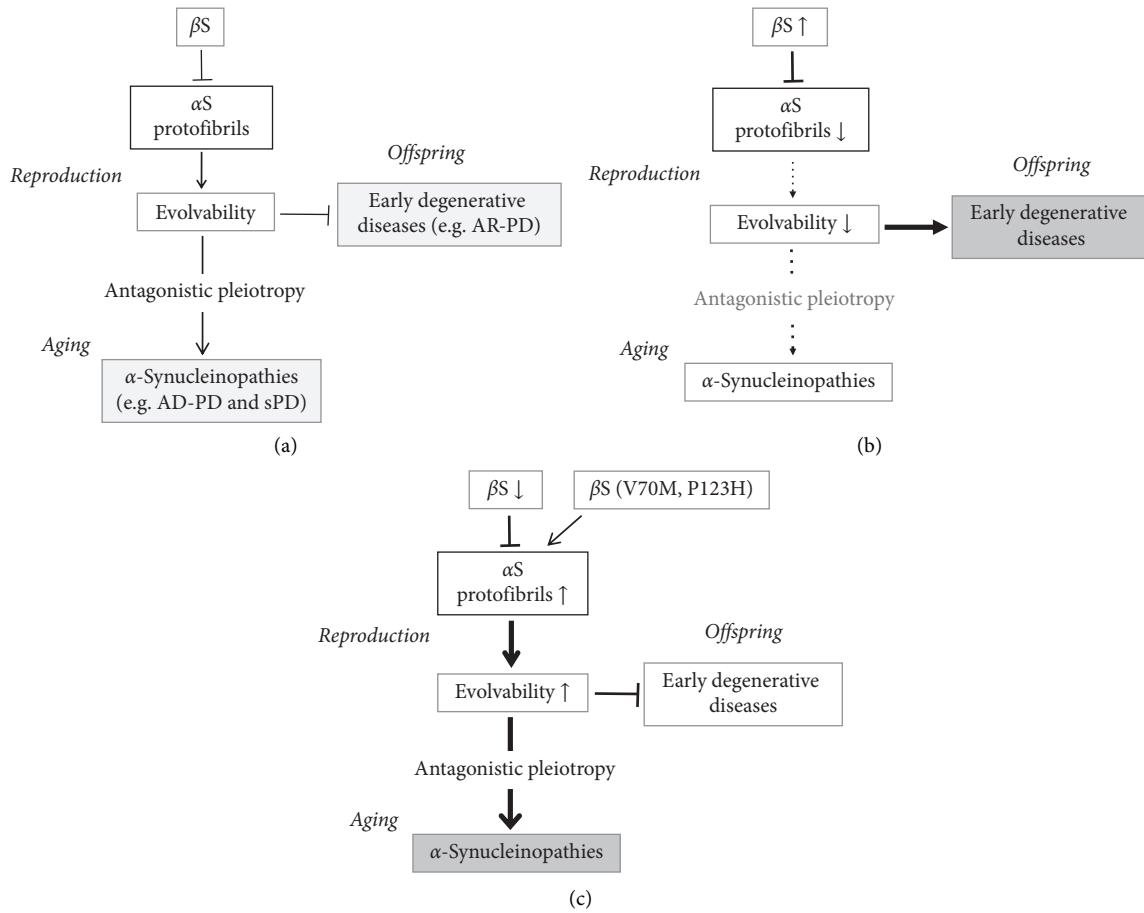 βS
αS
protofibrils
Reproduction
Offspring
Evolvability
Early degenerative
diseases (e.g. AR-PD)
Antagonistic pleiotropy
Aging
α-Synucleinopathies
(e.g. AD-PD and sPD)
(a)
βS ↑
αS
protofibrils ↓
Reproduction
Offspring
Evolvability ↓
Early degenerative
diseases
Antagonistic pleiotropy
Aging
α-Synucleinopathies
(b)
βS ↓
βS (V70M, P123H)
αS
protofibrils ↑
Reproduction
Offspring
Evolvability ↑
Early degenerative
diseases
Antagonistic pleiotropy
Aging
α-Synucleinopathies
(c)